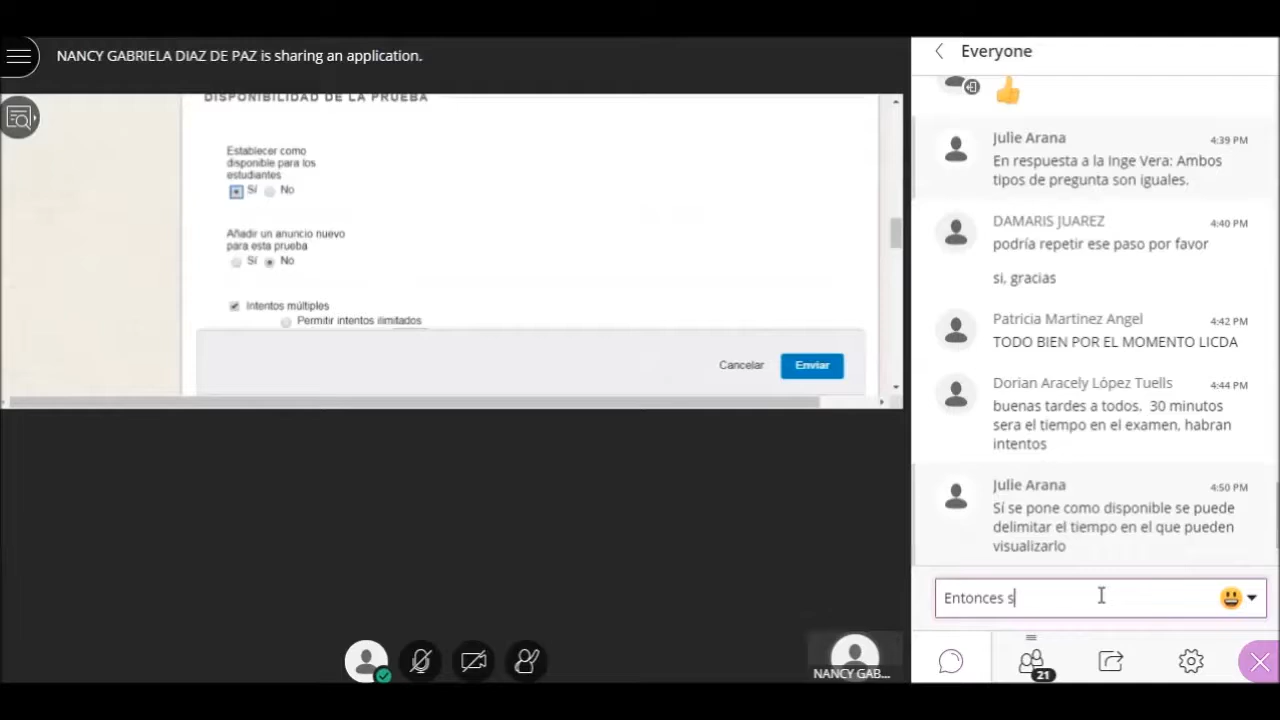 NANCY GABRIELA DIAZ DE PAZ is sharing an application.
DISPONIBILIDAD DE LA PRUEBA
Establecer como
disponible para los
estudiantes
Sí No
Añadir un anuncio nuevo
para esta prueba
Sí No
Intentos múltiples
Permitir intentos ilimitados
Cancelar Enviar
NANCY GAB...
Everyone
Julie Arana 4:39 PM
En respuesta a la Inge Vera: Ambos
tipos de pregunta son iguales.
DAMARIS JUAREZ 4:40 PM
podría repetir ese paso por favor
si, gracias
Patricia Martinez Angel 4:42 PM
TODO BIEN POR EL MOMENTO LICDA
Dorian Aracely López Tuells 4:44 PM
buenas tardes a todos. 30 minutos
sera el tiempo en el examen, habran
intentos
Julie Arana 4:50 PM
Sí se pone como disponible se puede
delimitar el tiempo en el que pueden
visualizarlo
Entonces s
21